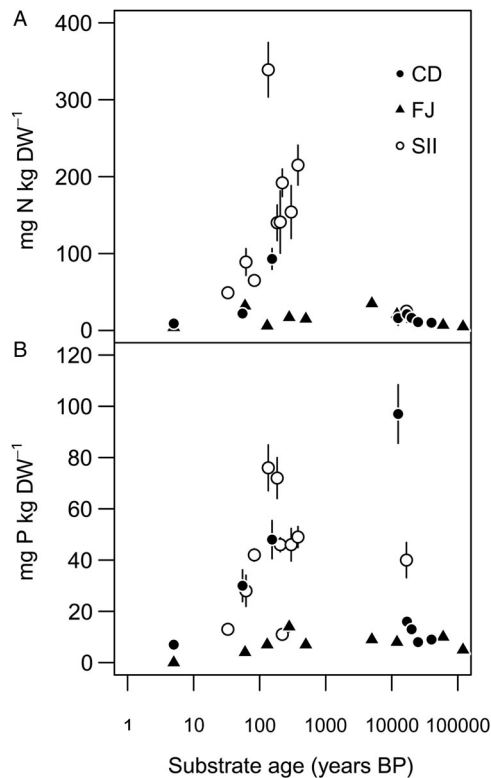 A
400
300
200
100
0
mg N kg DW⁻¹
CD
FJ
SII
B
120
100
80
60
40
20
0
mg P kg DW⁻¹
1 10 100 1000 10000 100000
Substrate age (years BP)